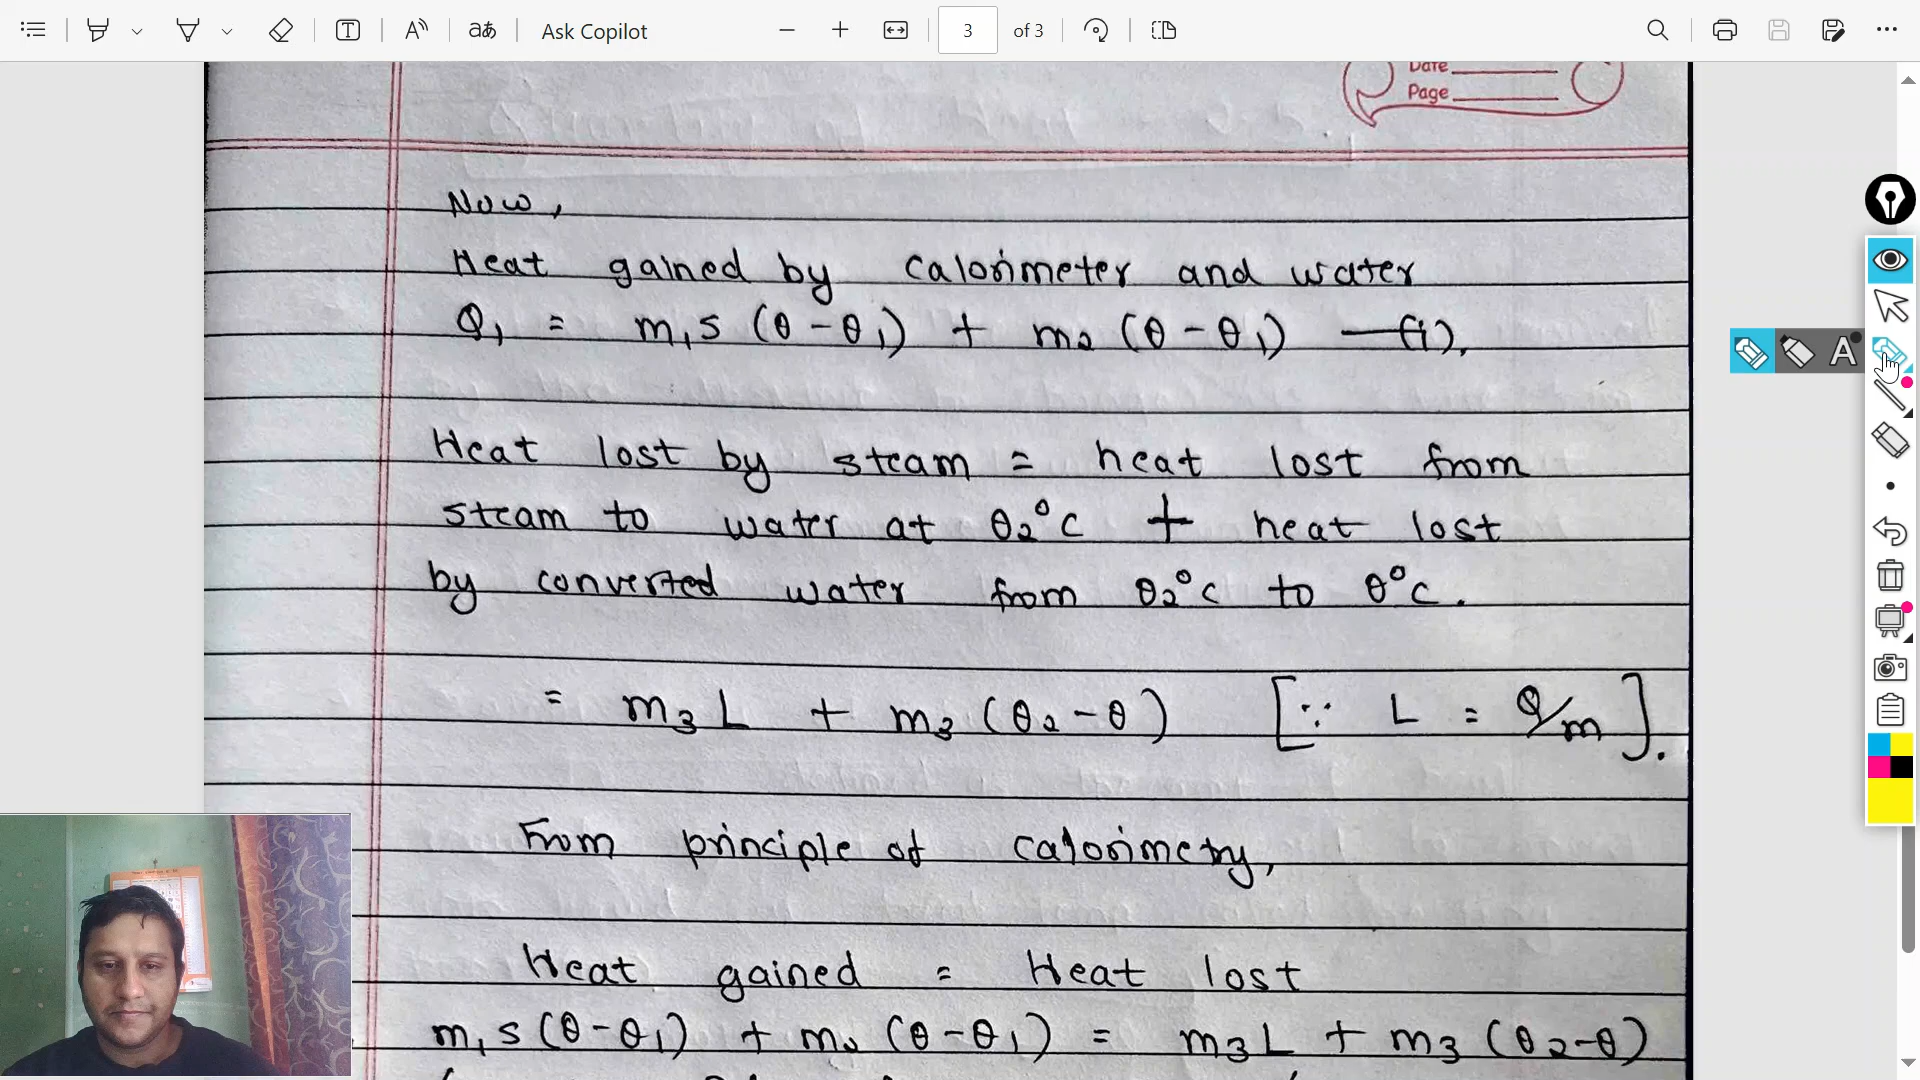 Ask Copilot
3 of 3
Date
Page
Now,
Heat gained by calorimeter and water
Q₁ = m₁s (θ - θ₁) + m₂ (θ - θ₁) —(i).
Heat lost by steam = heat lost from
steam to water at θ₂°C + heat lost
by converted water from θ₂°C to θ°C.
= m₃L + m₃ (θ₂ - θ) [∵ L = Q/m].
From principle of calorimetry,
Heat gained = Heat lost
m₁s (θ - θ₁) + m₂ (θ - θ₁) = m₃L + m₃ (θ₂ - θ)